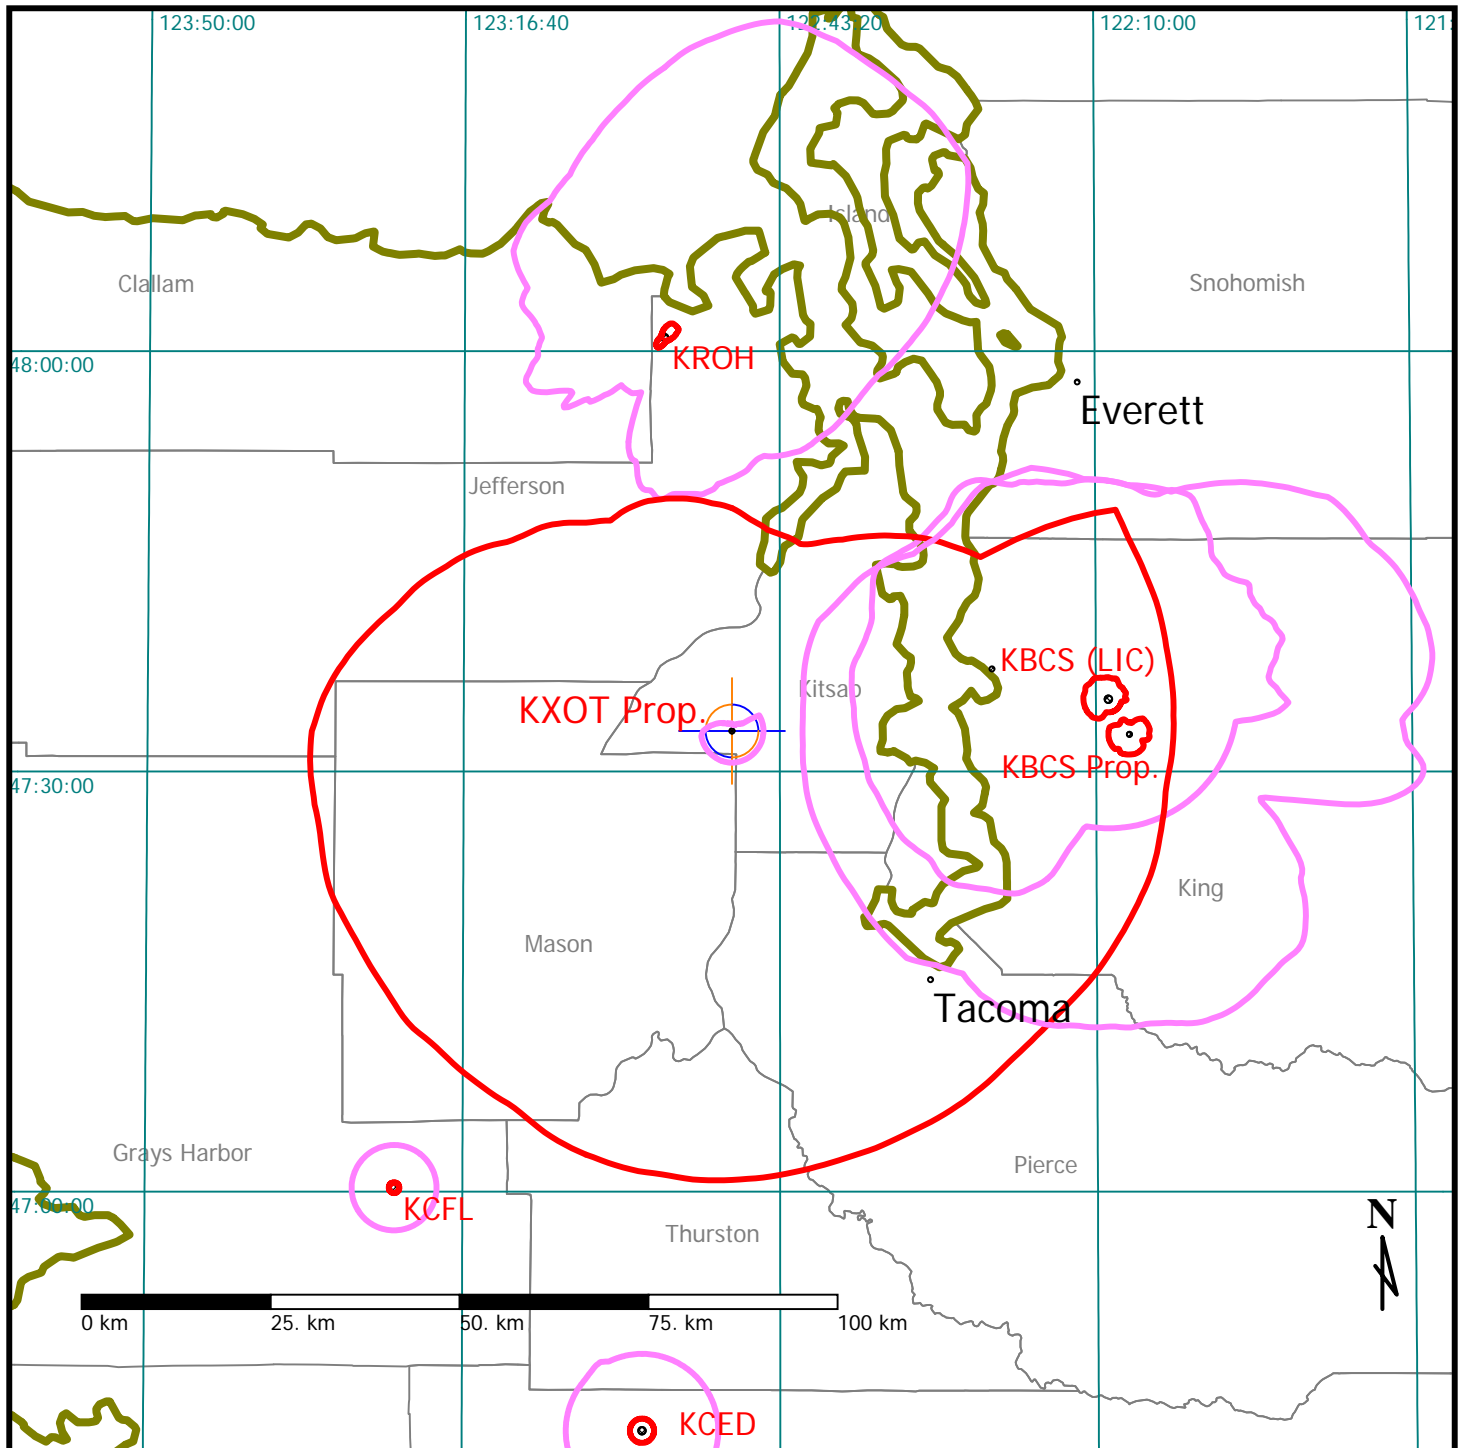 123:50:00
123:16:40
122:43:20
122:10:00
Island
Clallam
Snohomish
KROH
48:00:00
Everett
Jefferson
KBCS (LIC)
Kitsap
KXOT Prop.
KBCS Prop.
47:30:00
King
Mason
Tacoma
Grays Harbor
Pierce
47:00:00
KCFL
N
Thurston
0 km
25. km
50. km
75. km
100 km
KCED